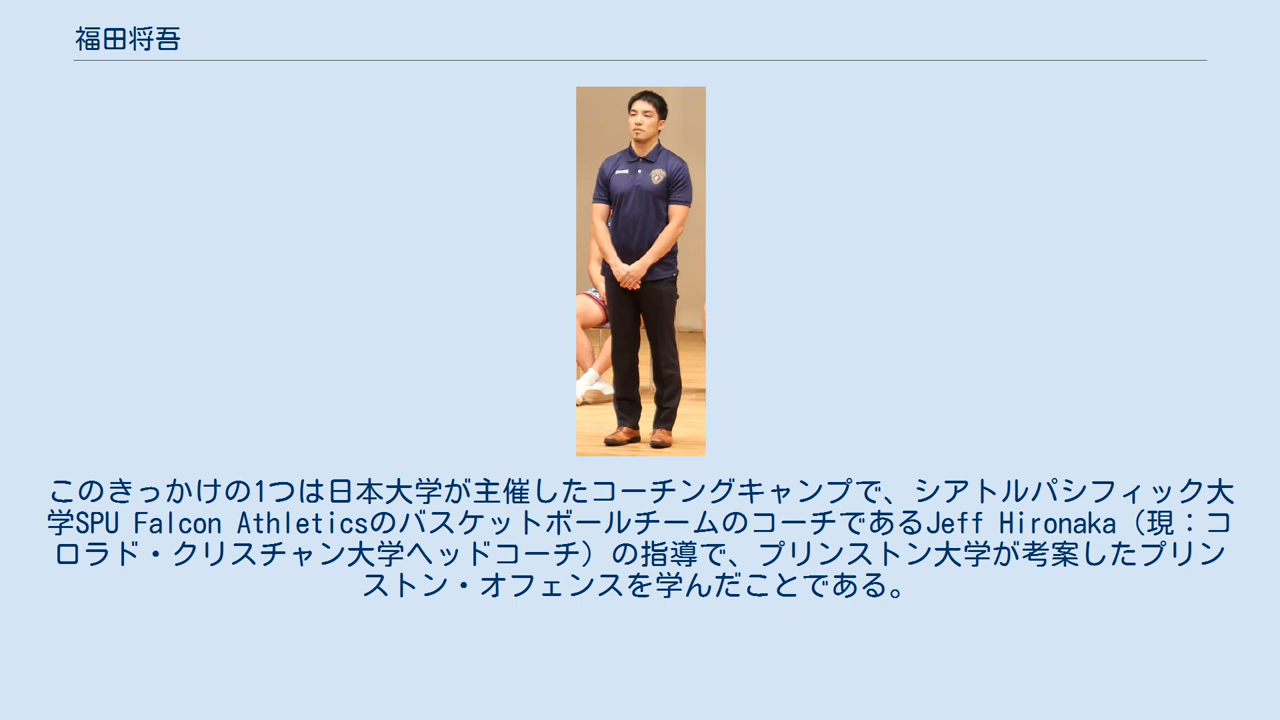 福田将吾
このきっかけの1つは日本大学が主催したコーチングキャンプで、シアトルパシフィック大
学SPU Falcon Athleticsのバスケットボールチームのコーチである​Jeff Hironaka（現：コ
ロラド・クリスチャン大学ヘッドコーチ）の指導で、プリンストン大学が考案したプリン
ストン・オフェンスを学んだことである。